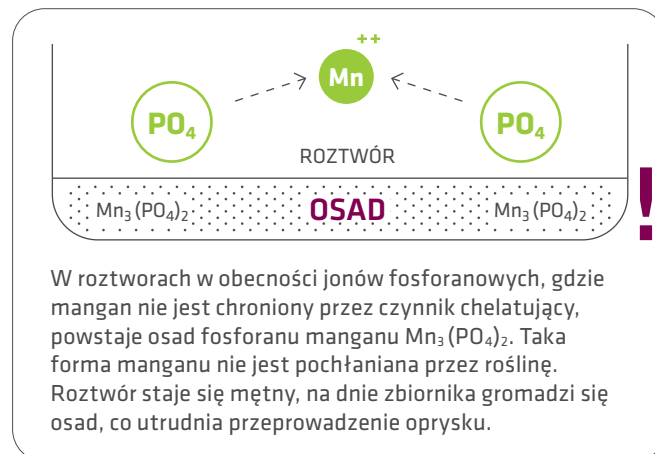 ++
Mn
PO₄ PO₄
ROZTWÓR
Mn₃(PO₄)₂ OSAD Mn₃(PO₄)₂ !
W roztworach w obecności jonów fosforanowych, gdzie
mangan nie jest chroniony przez czynnik chelatujący,
powstaje osad fosforanu manganu Mn₃(PO₄)₂. Taka
forma manganu nie jest pochłaniana przez roślinę.
Roztwór staje się mętny, na dnie zbiornika gromadzi się
osad, co utrudnia przeprowadzenie oprysku.